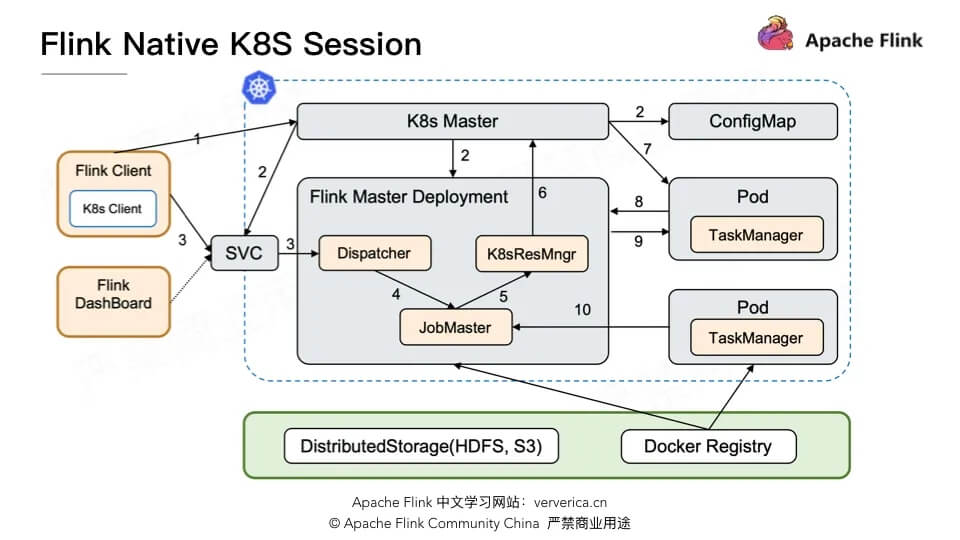 Flink Native K8S Session
Apache Flink
K8s Master
2
ConfigMap
1
2
2
7
Flink Client
K8s Client
Flink Master Deployment
6
Pod
TaskManager
8
9
3
SVC
3
Dispatcher
K8sResMngr
Flink
DashBoard
4
5
JobMaster
10
Pod
TaskManager
DistributedStorage(HDFS, S3)
Docker Registry
Apache Flink 中文学习网站：ververica.cn
© Apache Flink Community China 严禁商业用途